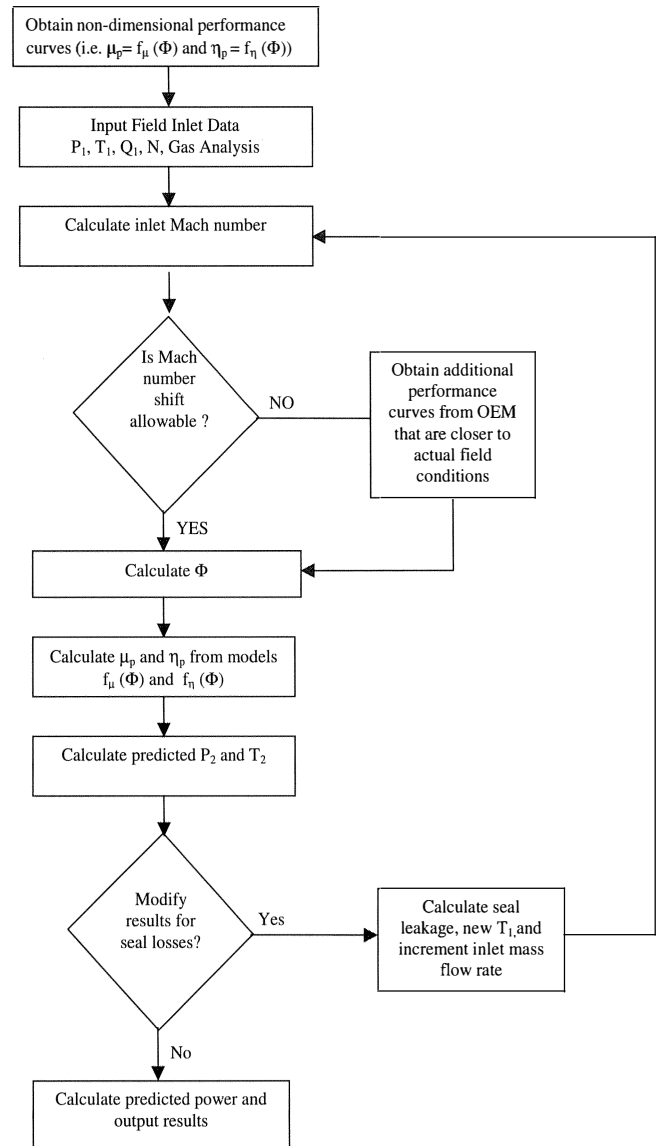 Obtain non-dimensional performance
curves (i.e. μp= fμ (Φ) and ηp = fη (Φ))
Input Field Inlet Data
P1, T1, Q1, N, Gas Analysis
Calculate inlet Mach number
Is Mach
number
shift
allowable ?
NO
Obtain additional
performance
curves from OEM
that are closer to
actual field
conditions
YES
Calculate Φ
Calculate μp and ηp from models
fμ (Φ) and fη (Φ)
Calculate predicted P2 and T2
Modify
results for
seal losses?
Yes
Calculate seal
leakage, new T1,and
increment inlet mass
flow rate
No
Calculate predicted power and
output results